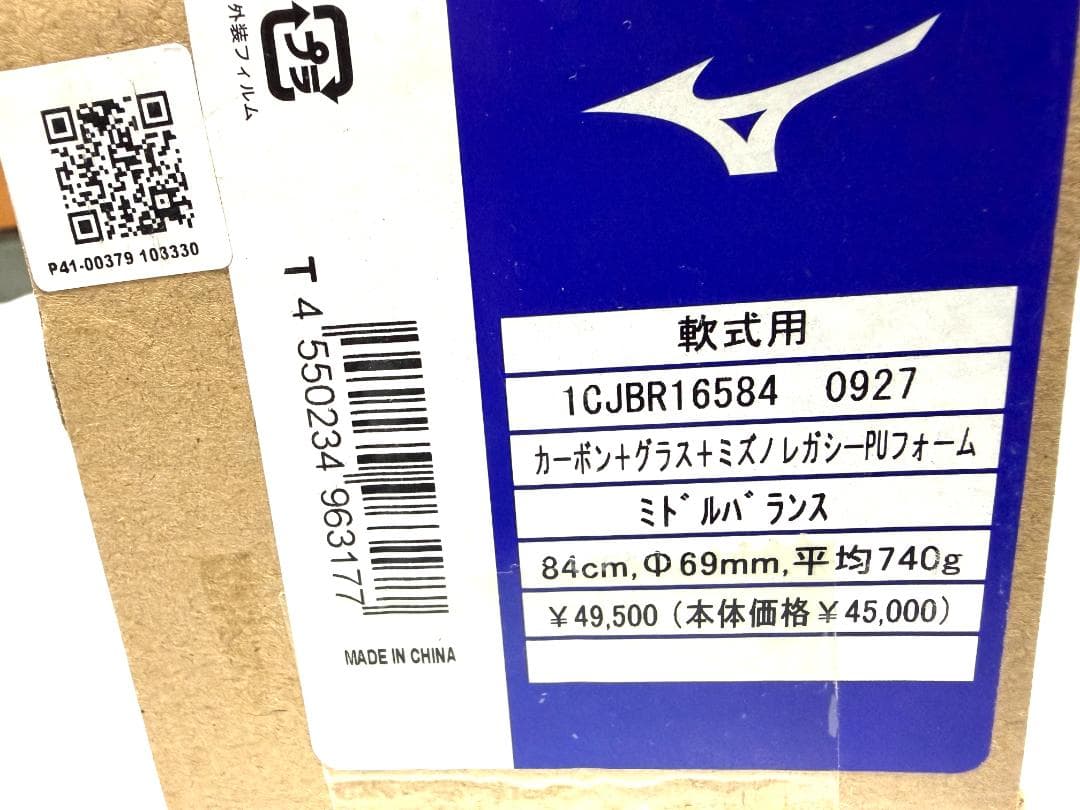 プラ
外装フィルム
P41-00379 103330
T 4 550234 963177
MADE IN CHINA
軟式用
1CJBR16584 0927
カーボン+グラス+ミズノレガシーPUフォーム
ミドルバランス
84cm,Φ69mm,平均740g
¥49,500 (本体価格¥45,000)